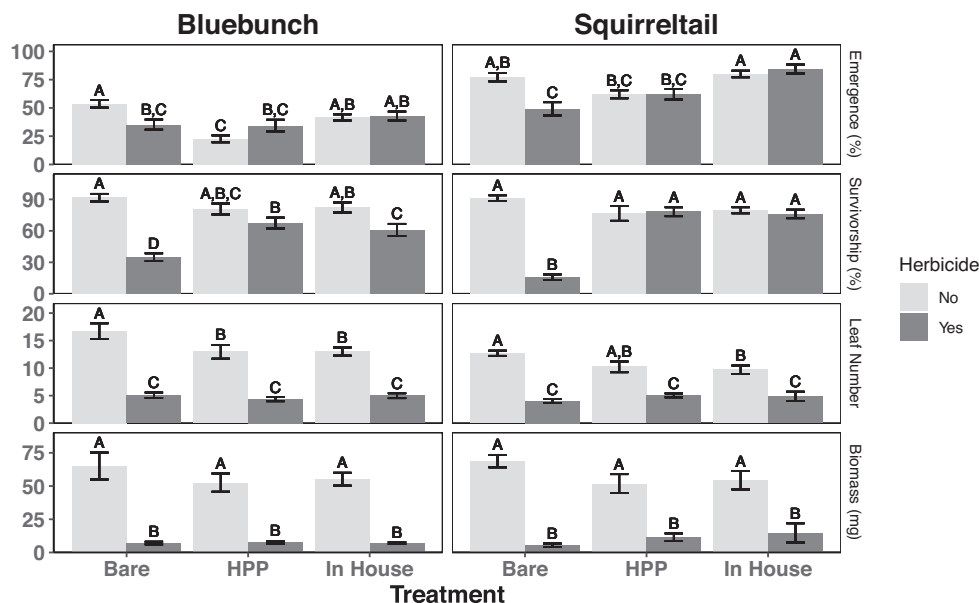 Bluebunch Squirreltail
A A,B A A
100
75 B,C B,C A,B A,B C B,C B,C
50 C
25
0
Emergence (%)
A A,B,C A,B A A A A A
90 B C
60 D
30 B
0
Survivorship (%)
20 A
15 B B A A,B B
10
5 C C C C C C
0
Leaf Number
A A A A A A
75
50
25 B B B B B B
0
Biomass (mg)
Bare HPP In House Bare HPP In House
Treatment
Herbicide
No
Yes